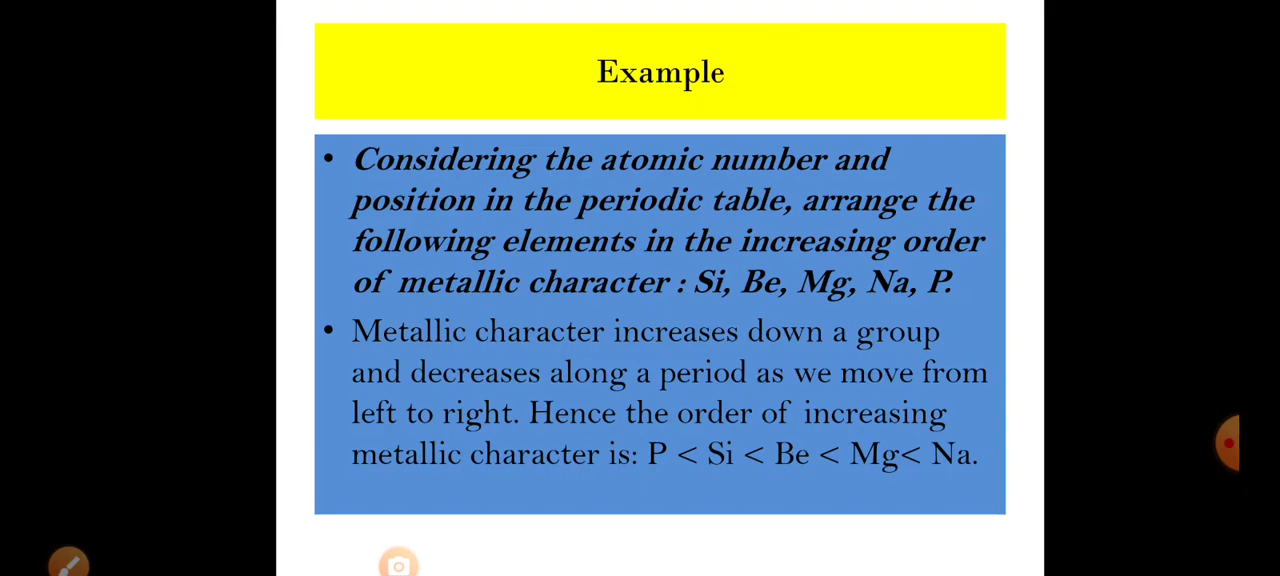 Example
• Considering the atomic number and
position in the periodic table, arrange the
following elements in the increasing order
of metallic character : Si, Be, Mg, Na, P.
• Metallic character increases down a group
and decreases along a period as we move from
left to right. Hence the order of increasing
metallic character is: P < Si < Be < Mg< Na.